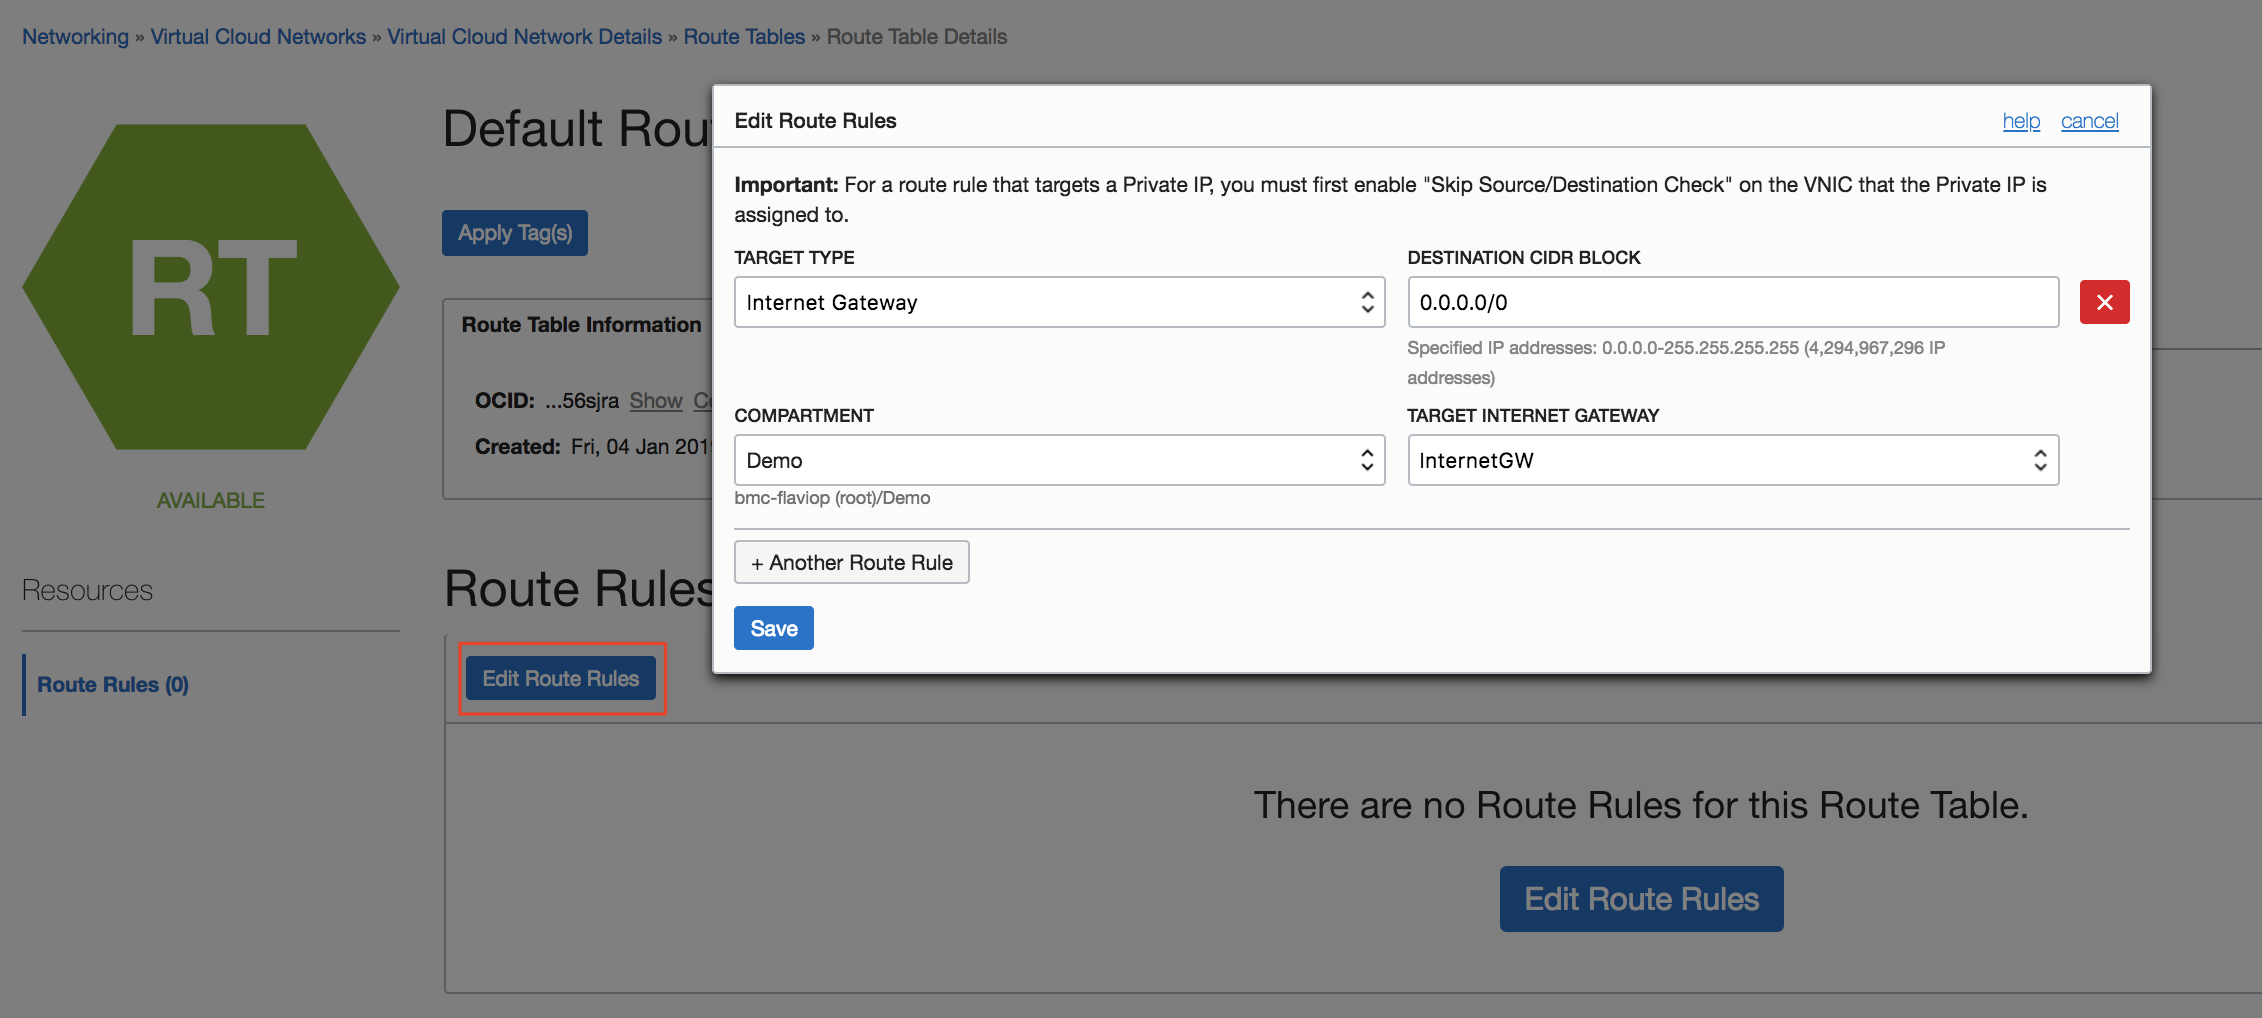 Networking » Virtual Cloud Networks » Virtual Cloud Network Details » Route Tables » Route Table Details
RT
AVAILABLE
Resources
Route Rules (0)
Default Rou
Apply Tag(s)
Route Table Information
OCID: ...56sjra Show
Created: Fri, 04 Jan 201
Route Rules
Edit Route Rules
There are no Route Rules for this Route Table.
Edit Route Rules
Edit Route Rules
help cancel
Important: For a route rule that targets a Private IP, you must first enable "Skip Source/Destination Check" on the VNIC that the Private IP is
assigned to.
TARGET TYPE
Internet Gateway
DESTINATION CIDR BLOCK
0.0.0.0/0
Specified IP addresses: 0.0.0.0-255.255.255.255 (4,294,967,296 IP
addresses)
COMPARTMENT
Demo
bmc-flaviop (root)/Demo
TARGET INTERNET GATEWAY
InternetGW
+ Another Route Rule
Save